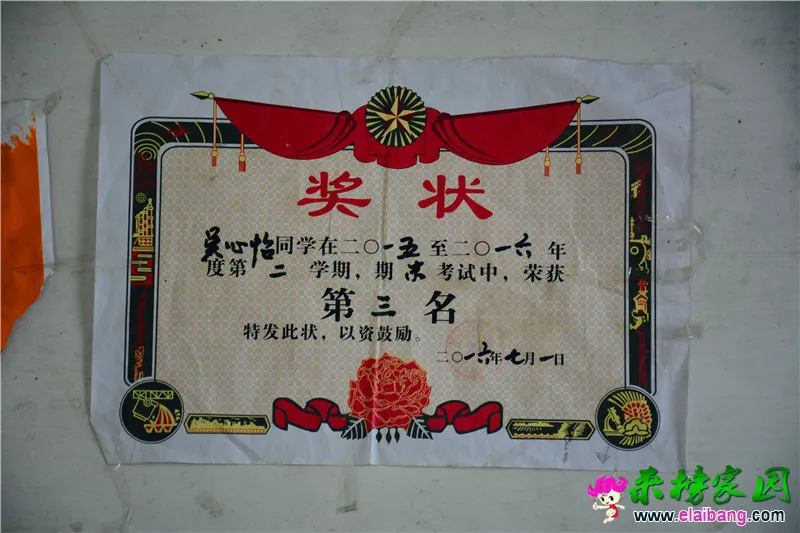 奖状
吴心怡同学在二〇一五至二〇一六年
度第二学期，期末考试中，荣获
第三名
特发此状，以资鼓励。
二〇一六年七月一日
来榜家园
www.elaibang.com